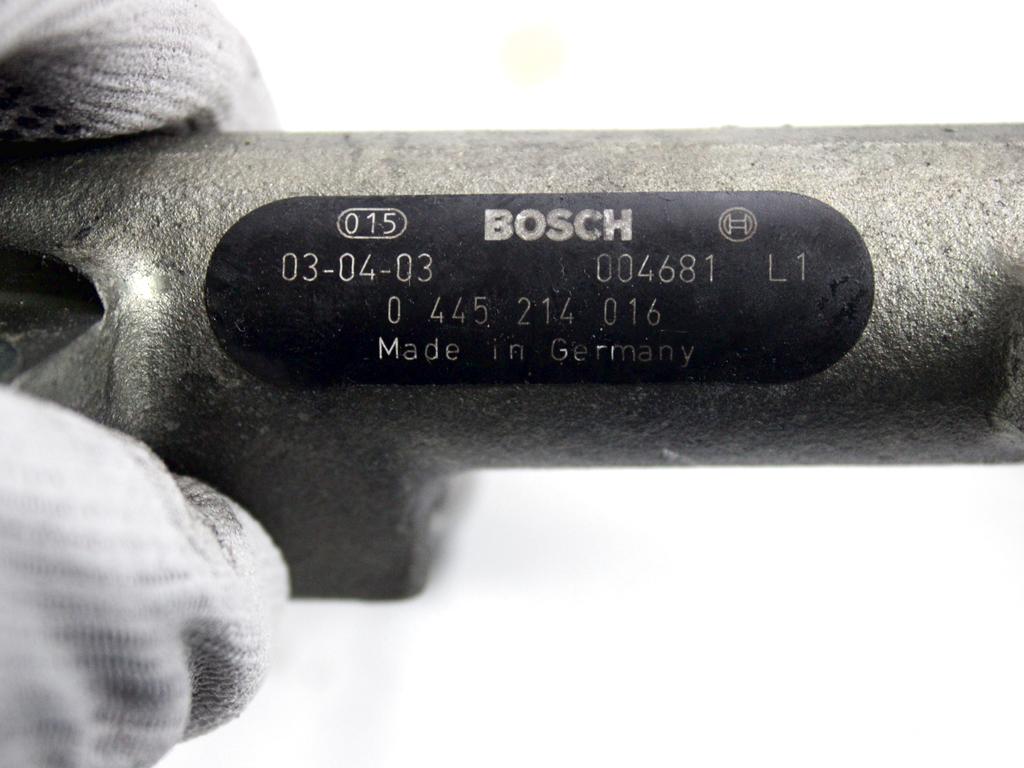 015 BOSCH
03-04-03 004681 L1
0 445 214 016
Made in Germany